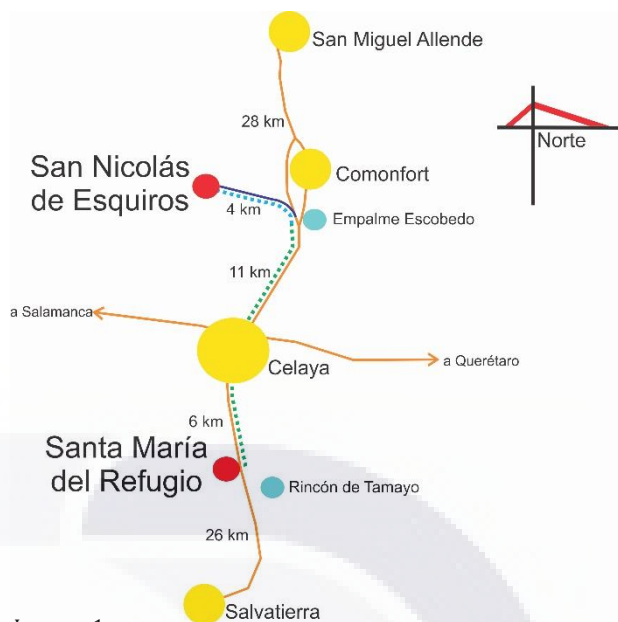 San Miguel Allende
28 km
Norte
San Nicolás
de Esquiros
Comonfort
4 km
Empalme Escobedo
11 km
a Salamanca
Celaya
a Querétaro
6 km
Santa María
del Refugio
Rincón de Tamayo
26 km
Salvatierra